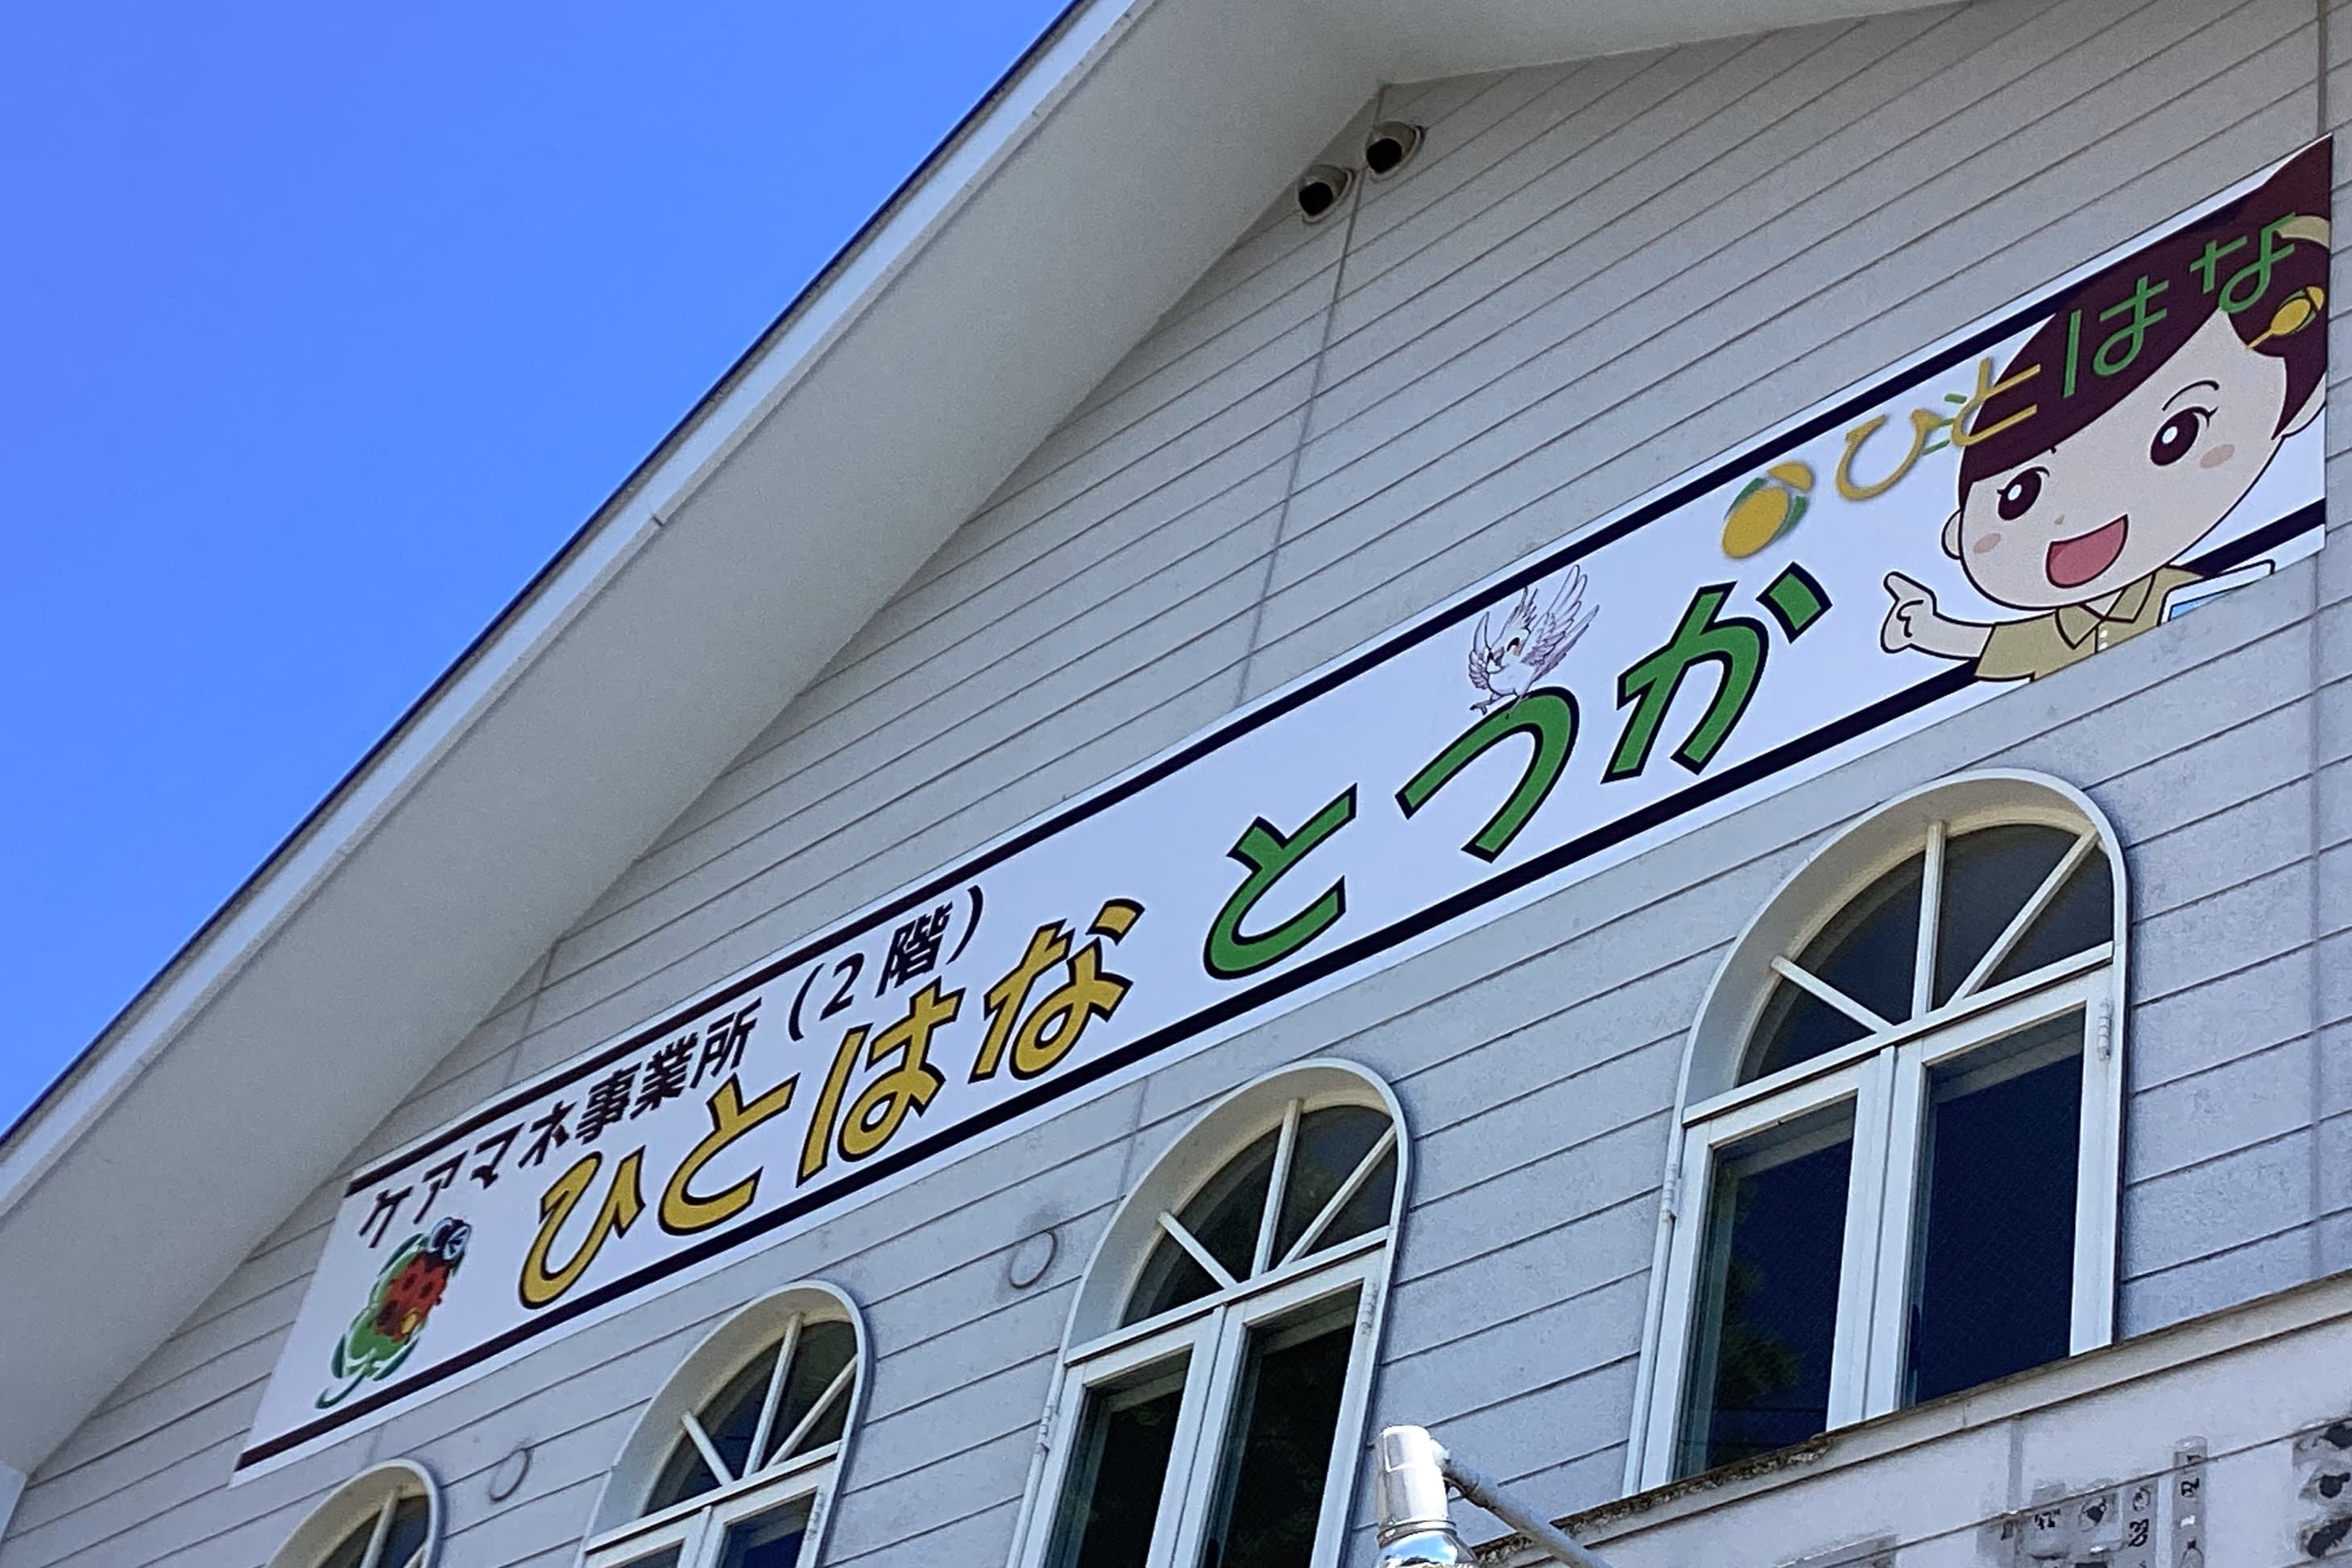 ケアマネ事業所(2階)
ひとはな とつか
ひとはな